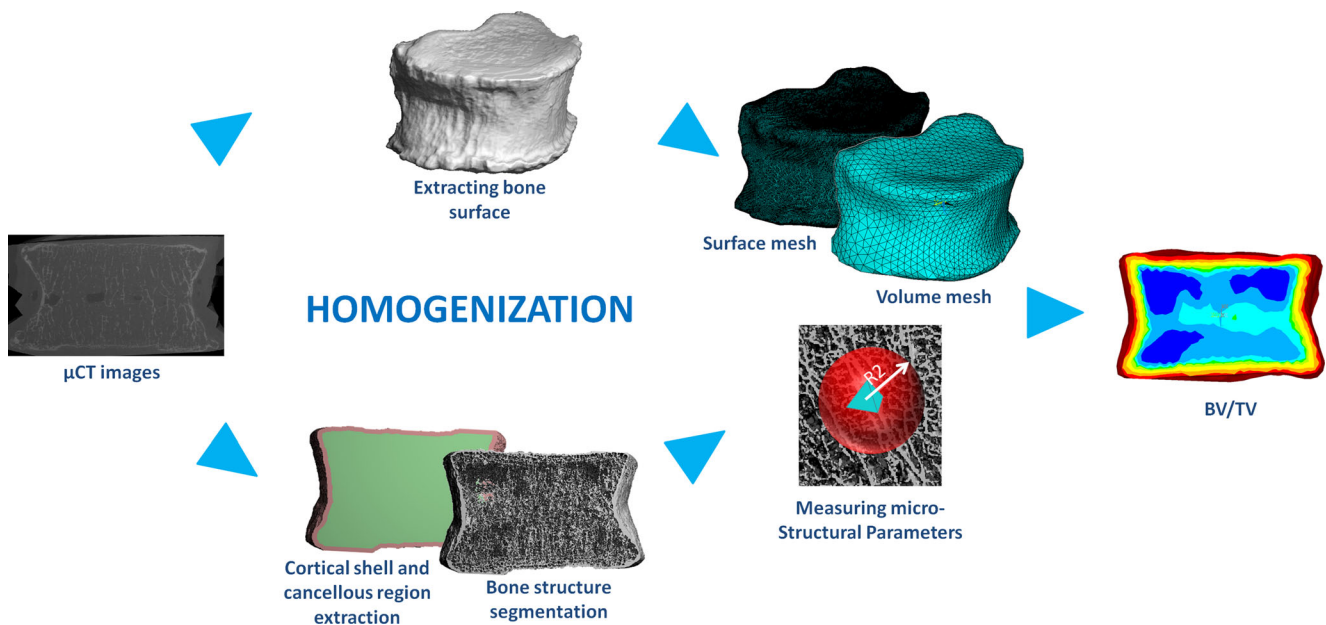 Extracting bone
surface
Surface mesh
Volume mesh
HOMOGENIZATION
µCT images
R2
BV/TV
Measuring micro-
Structural Parameters
Cortical shell and
cancellous region
extraction
Bone structure
segmentation